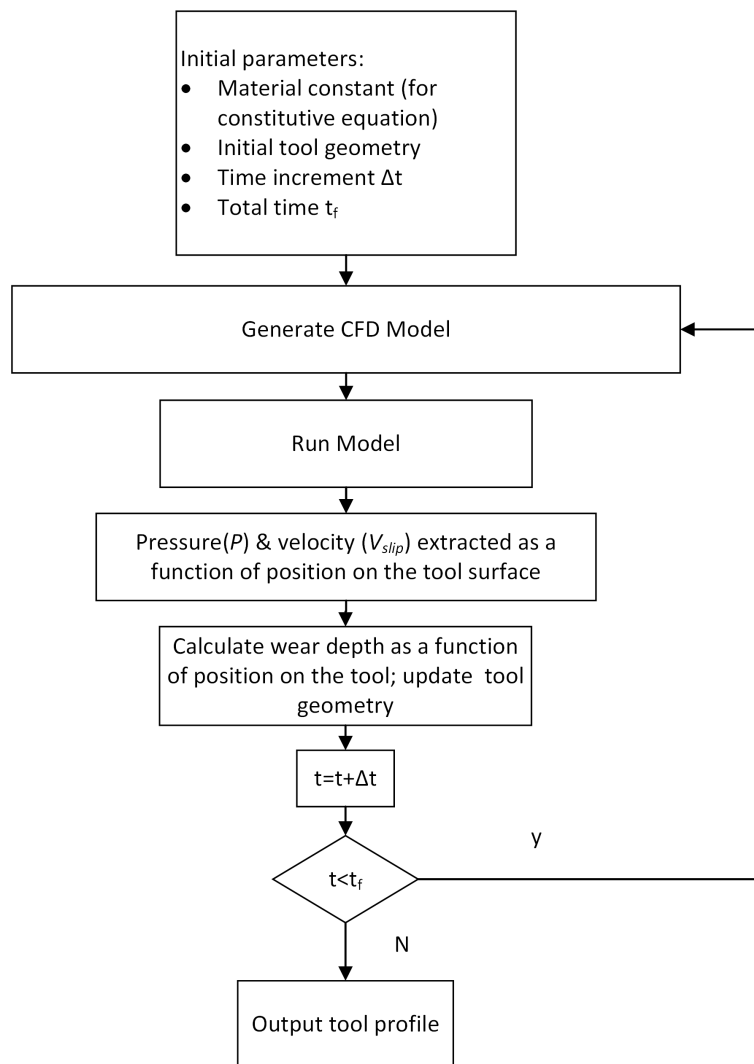 Initial parameters:
• Material constant (for
constitutive equation)
• Initial tool geometry
• Time increment Δt
• Total time tf
Generate CFD Model
Run Model
Pressure(P) & velocity (Vslip) extracted as a
function of position on the tool surface
Calculate wear depth as a function
of position on the tool; update tool
geometry
t=t+Δt
y
t<tf
N
Output tool profile